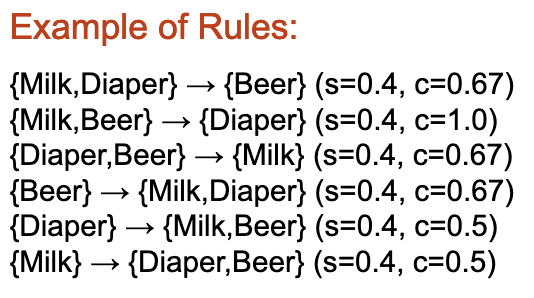 Example of Rules:
{Milk,Diaper} → {Beer} (s=0.4, c=0.67)
{Milk,Beer} → {Diaper} (s=0.4, c=1.0)
{Diaper,Beer} → {Milk} (s=0.4, c=0.67)
{Beer} → {Milk,Diaper} (s=0.4, c=0.67)
{Diaper} → {Milk,Beer} (s=0.4, c=0.5)
{Milk} → {Diaper,Beer} (s=0.4, c=0.5)